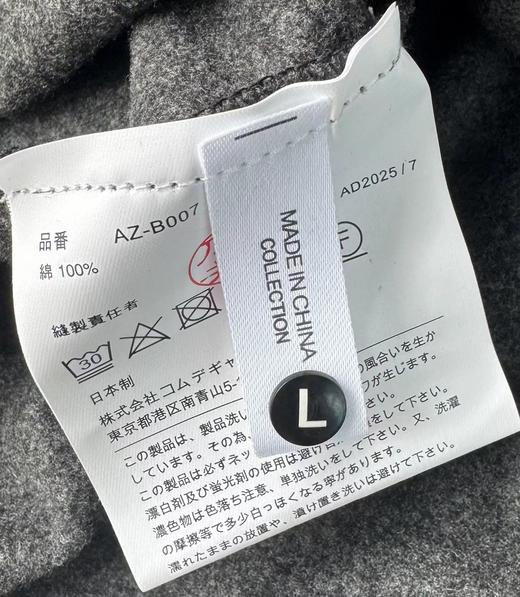 品番 AZ-B007 AD2025/7
綿 100%
縫製責任者
30
F
日本制
株式会社 コムデギャ
東京都港区南青山5-
この製品は、製品洗い 風合いを生か
しています。その為、 フが生じます。
この製品は必ずネッ さい。
漂白剤及び蛍光剤の使用は避け をして下さい。
濃色物は色落ち注意、単独洗いをして下さい。又、洗濯
の摩擦等で多少白っぽくなる寧があります。
濡れたままの放置や、漬け置き洗いは避けて下さい。
MADE IN CHINA
COLLECTION
L